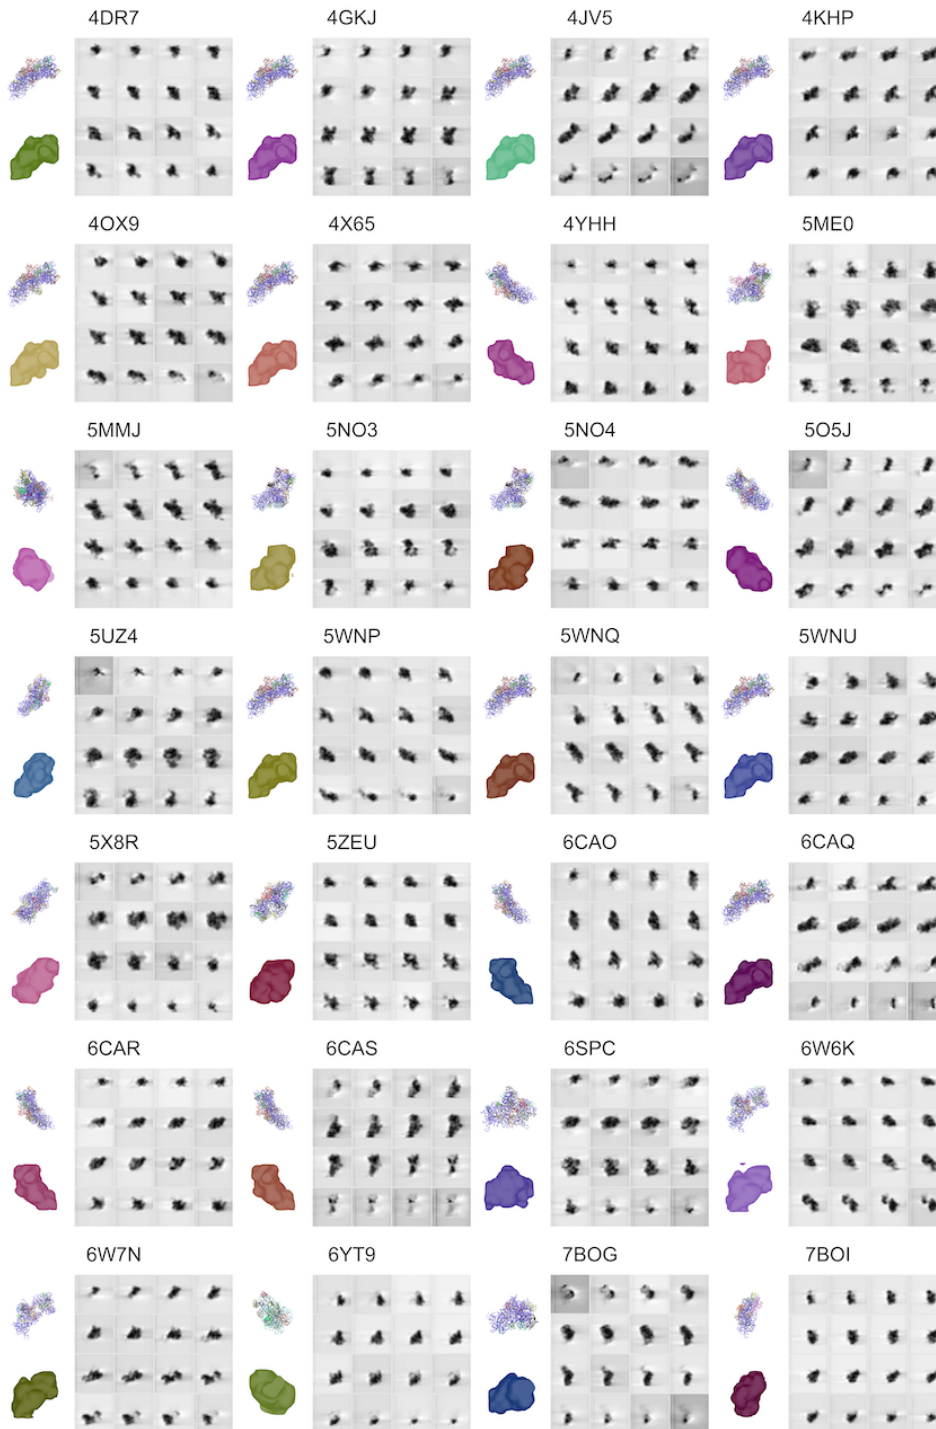 4DR7 4GKJ 4JV5 4KHP
4OX9 4X65 4YHH 5ME0
5MMJ 5NO3 5NO4 5O5J
5UZ4 5WNP 5WNQ 5WNU
5X8R 5ZEU 6CAO 6CAQ
6CAR 6CAS 6SPC 6W6K
6W7N 6YT9 7BOG 7BOI